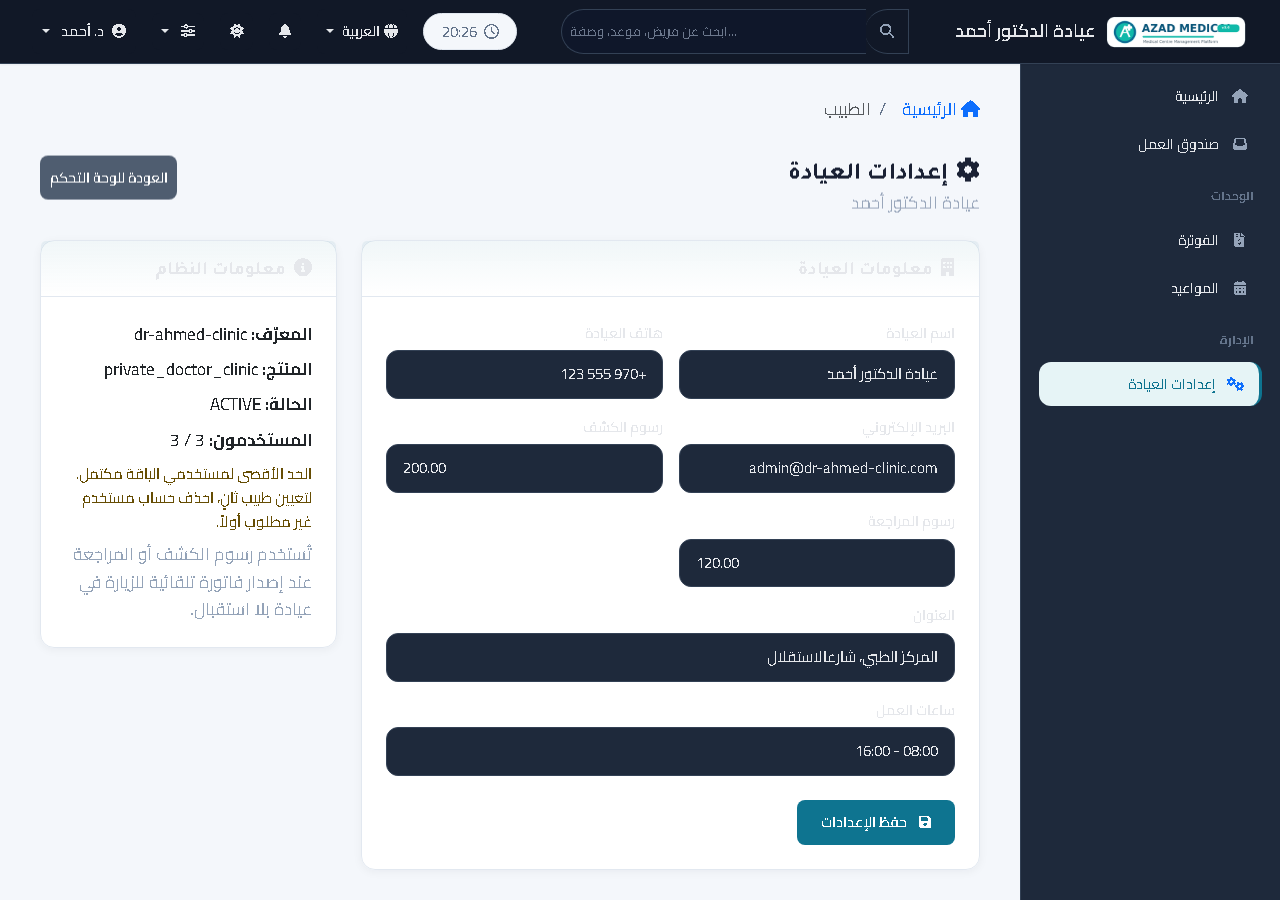 AZAD MEDIC
Medical Center Management Platform
عيادة الدكتور أحمد
ابحث عن مريض، موعد، وصفة...
20:26
العربية
د. أحمد
الرئيسية
صندوق العمل
الوحدات
الفوترة
المواعيد
الإدارة
إعدادات العيادة
الرئيسية / الطبيب
إعدادات العيادة
عيادة الدكتور أحمد
العودة للوحة التحكم
معلومات العيادة
اسم العيادة
عيادة الدكتور أحمد
هاتف العيادة
+970 555 123
البريد الإلكتروني
admin@dr-ahmed-clinic.com
رسوم الكشف
200.00
رسوم المراجعة
120.00
العنوان
المركز الطبي، شارع الاستقلال
ساعات العمل
08:00 - 16:00
حفظ الإعدادات
معلومات النظام
المعرّف: dr-ahmed-clinic
المنتج: private_doctor_clinic
الحالة: ACTIVE
المستخدمون: 3 / 3
الحد الأقصى لمستخدمي الباقة مكتمل.
لتعيين طبيب ثانٍ، احذف حساب مستخدم
غير مطلوب أولاً.
تُستخدم رسوم الكشف أو المراجعة
عند إصدار فاتورة تلقائية للزيارة في
عيادة بلا استقبال.